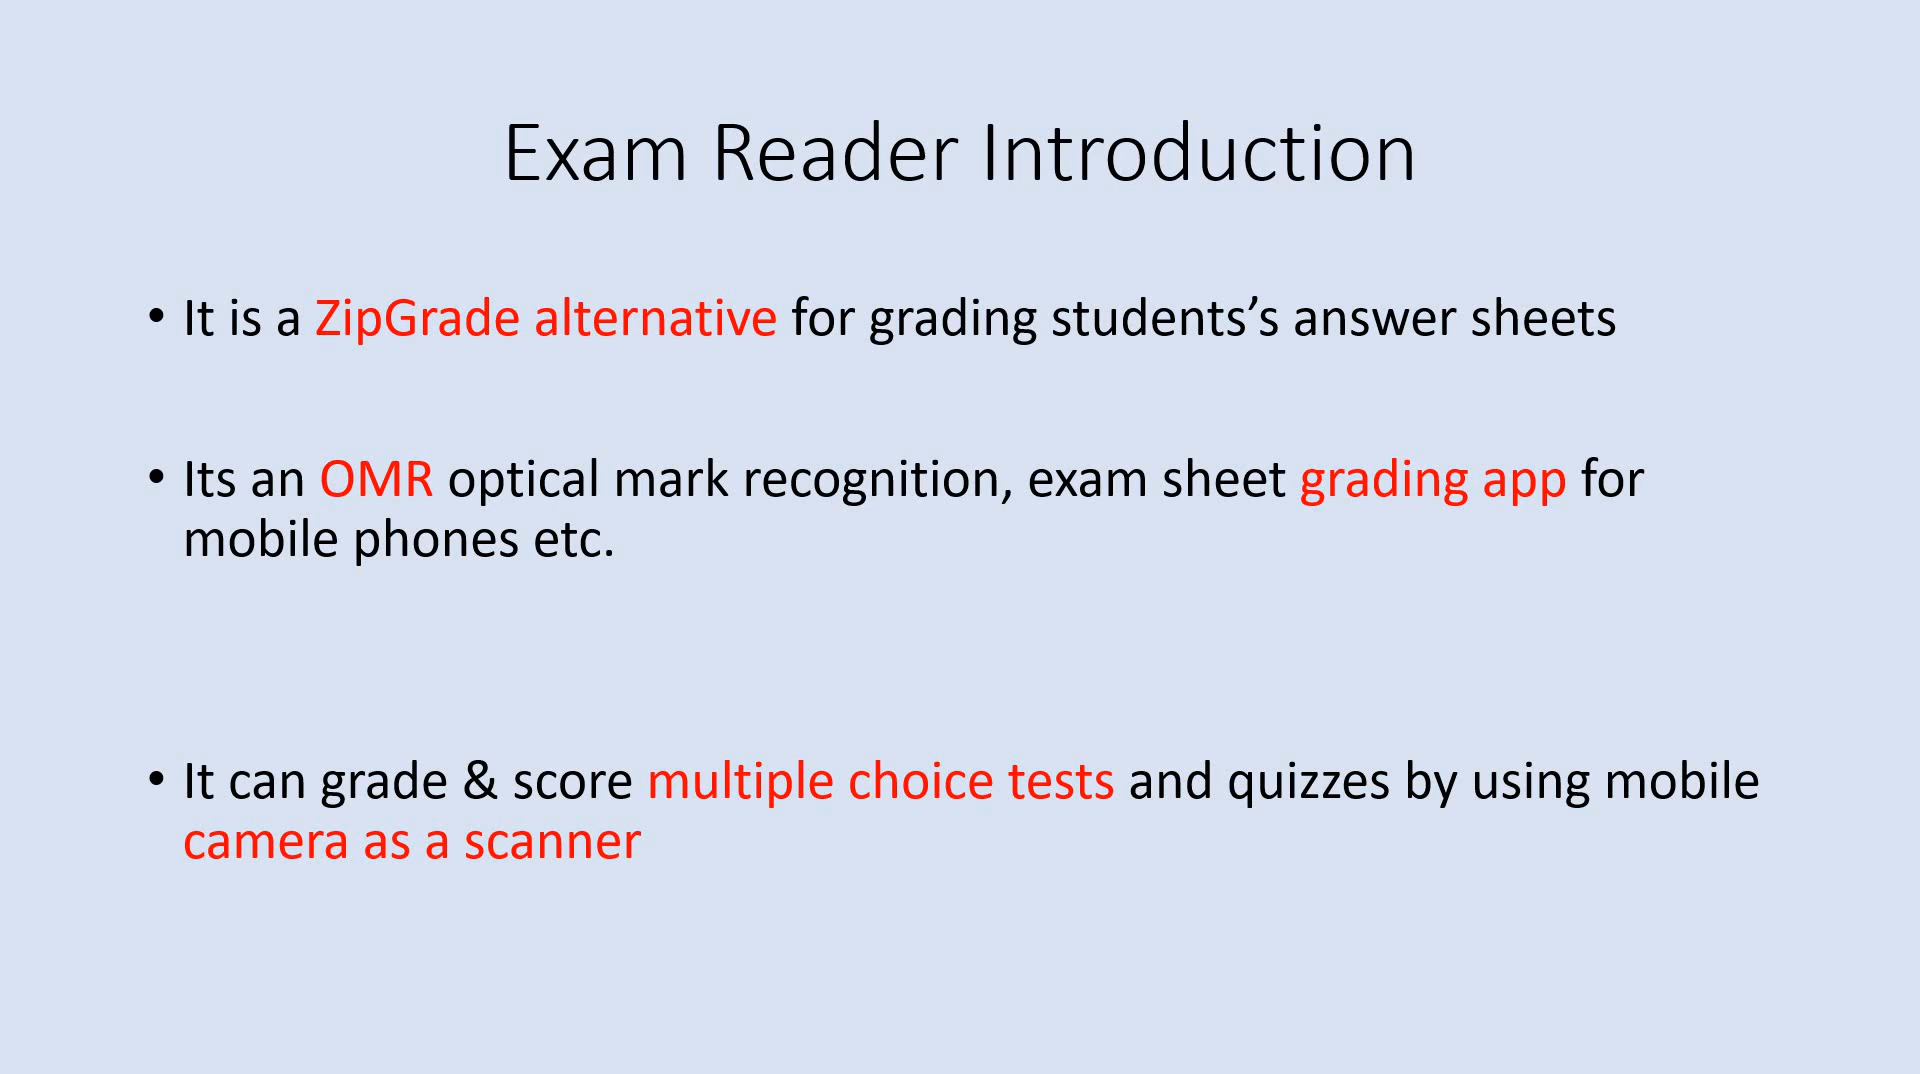 Exam Reader Introduction
• It is a ZipGrade alternative for grading students’s answer sheets
• Its an OMR optical mark recognition, exam sheet grading app for
mobile phones etc.
• It can grade & score multiple choice tests and quizzes by using mobile
camera as a scanner